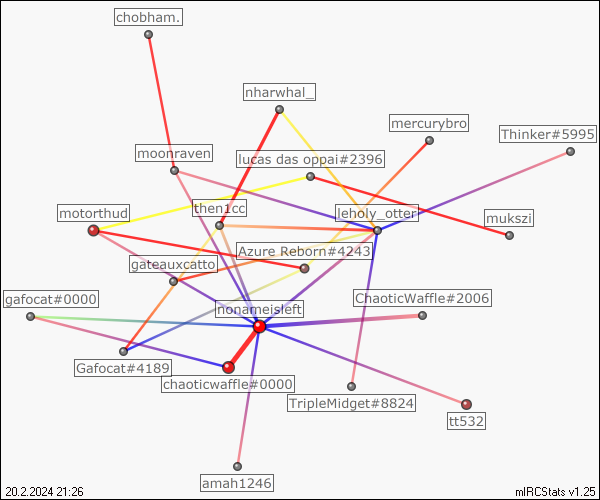 chobham.
nharwhal_
mercurybro
Thinker#5995
moonraven
lucas das oppai#2396
motorthud
then1cc
leholy_otter
mukszi
Azure Reborn#4243
gateauxcatto
gafocat#0000
nonameisleft
ChaoticWaffle#2006
Gafocat#4189
chaoticwaffle#0000
TripleMidget#8824
tt532
amah1246
20.2.2024 21:26
mIRCStats v1.25